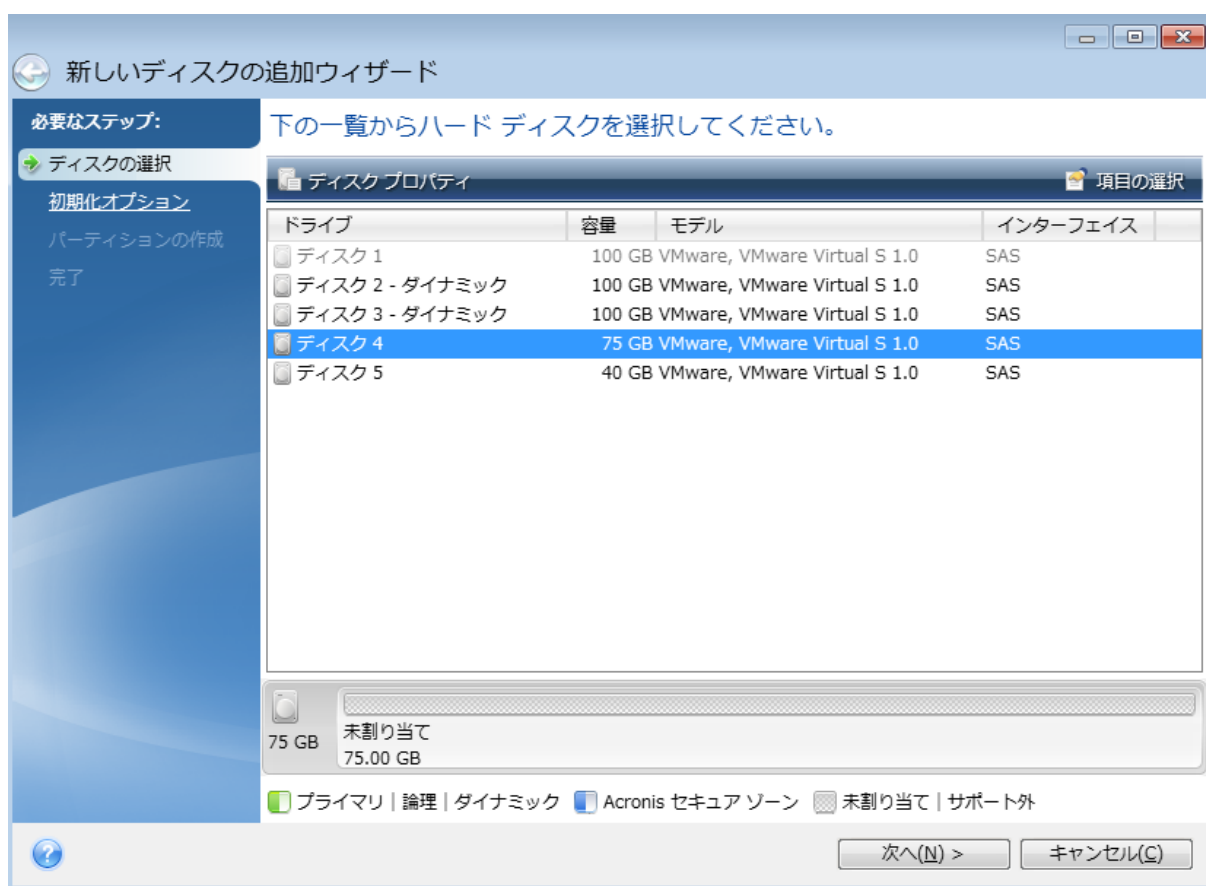 新しいディスクの追加ウィザード
必要なステップ:
ディスクの選択
初期化オプション
パーティションの作成
完了
下の一覧からハード ディスクを選択してください。
ディスク プロパティ 項目の選択
ドライブ 容量 モデル インターフェイス
ディスク 1 100 GB VMware, VMware Virtual S 1.0 SAS
ディスク 2 - ダイナミック 100 GB VMware, VMware Virtual S 1.0 SAS
ディスク 3 - ダイナミック 100 GB VMware, VMware Virtual S 1.0 SAS
ディスク 4 75 GB VMware, VMware Virtual S 1.0 SAS
ディスク 5 40 GB VMware, VMware Virtual S 1.0 SAS
75 GB
未割り当て
75.00 GB
プライマリ | 論理 | ダイナミック Acronis セキュア ゾーン 未割り当て | サポート外
次へ(N) > キャンセル(C)